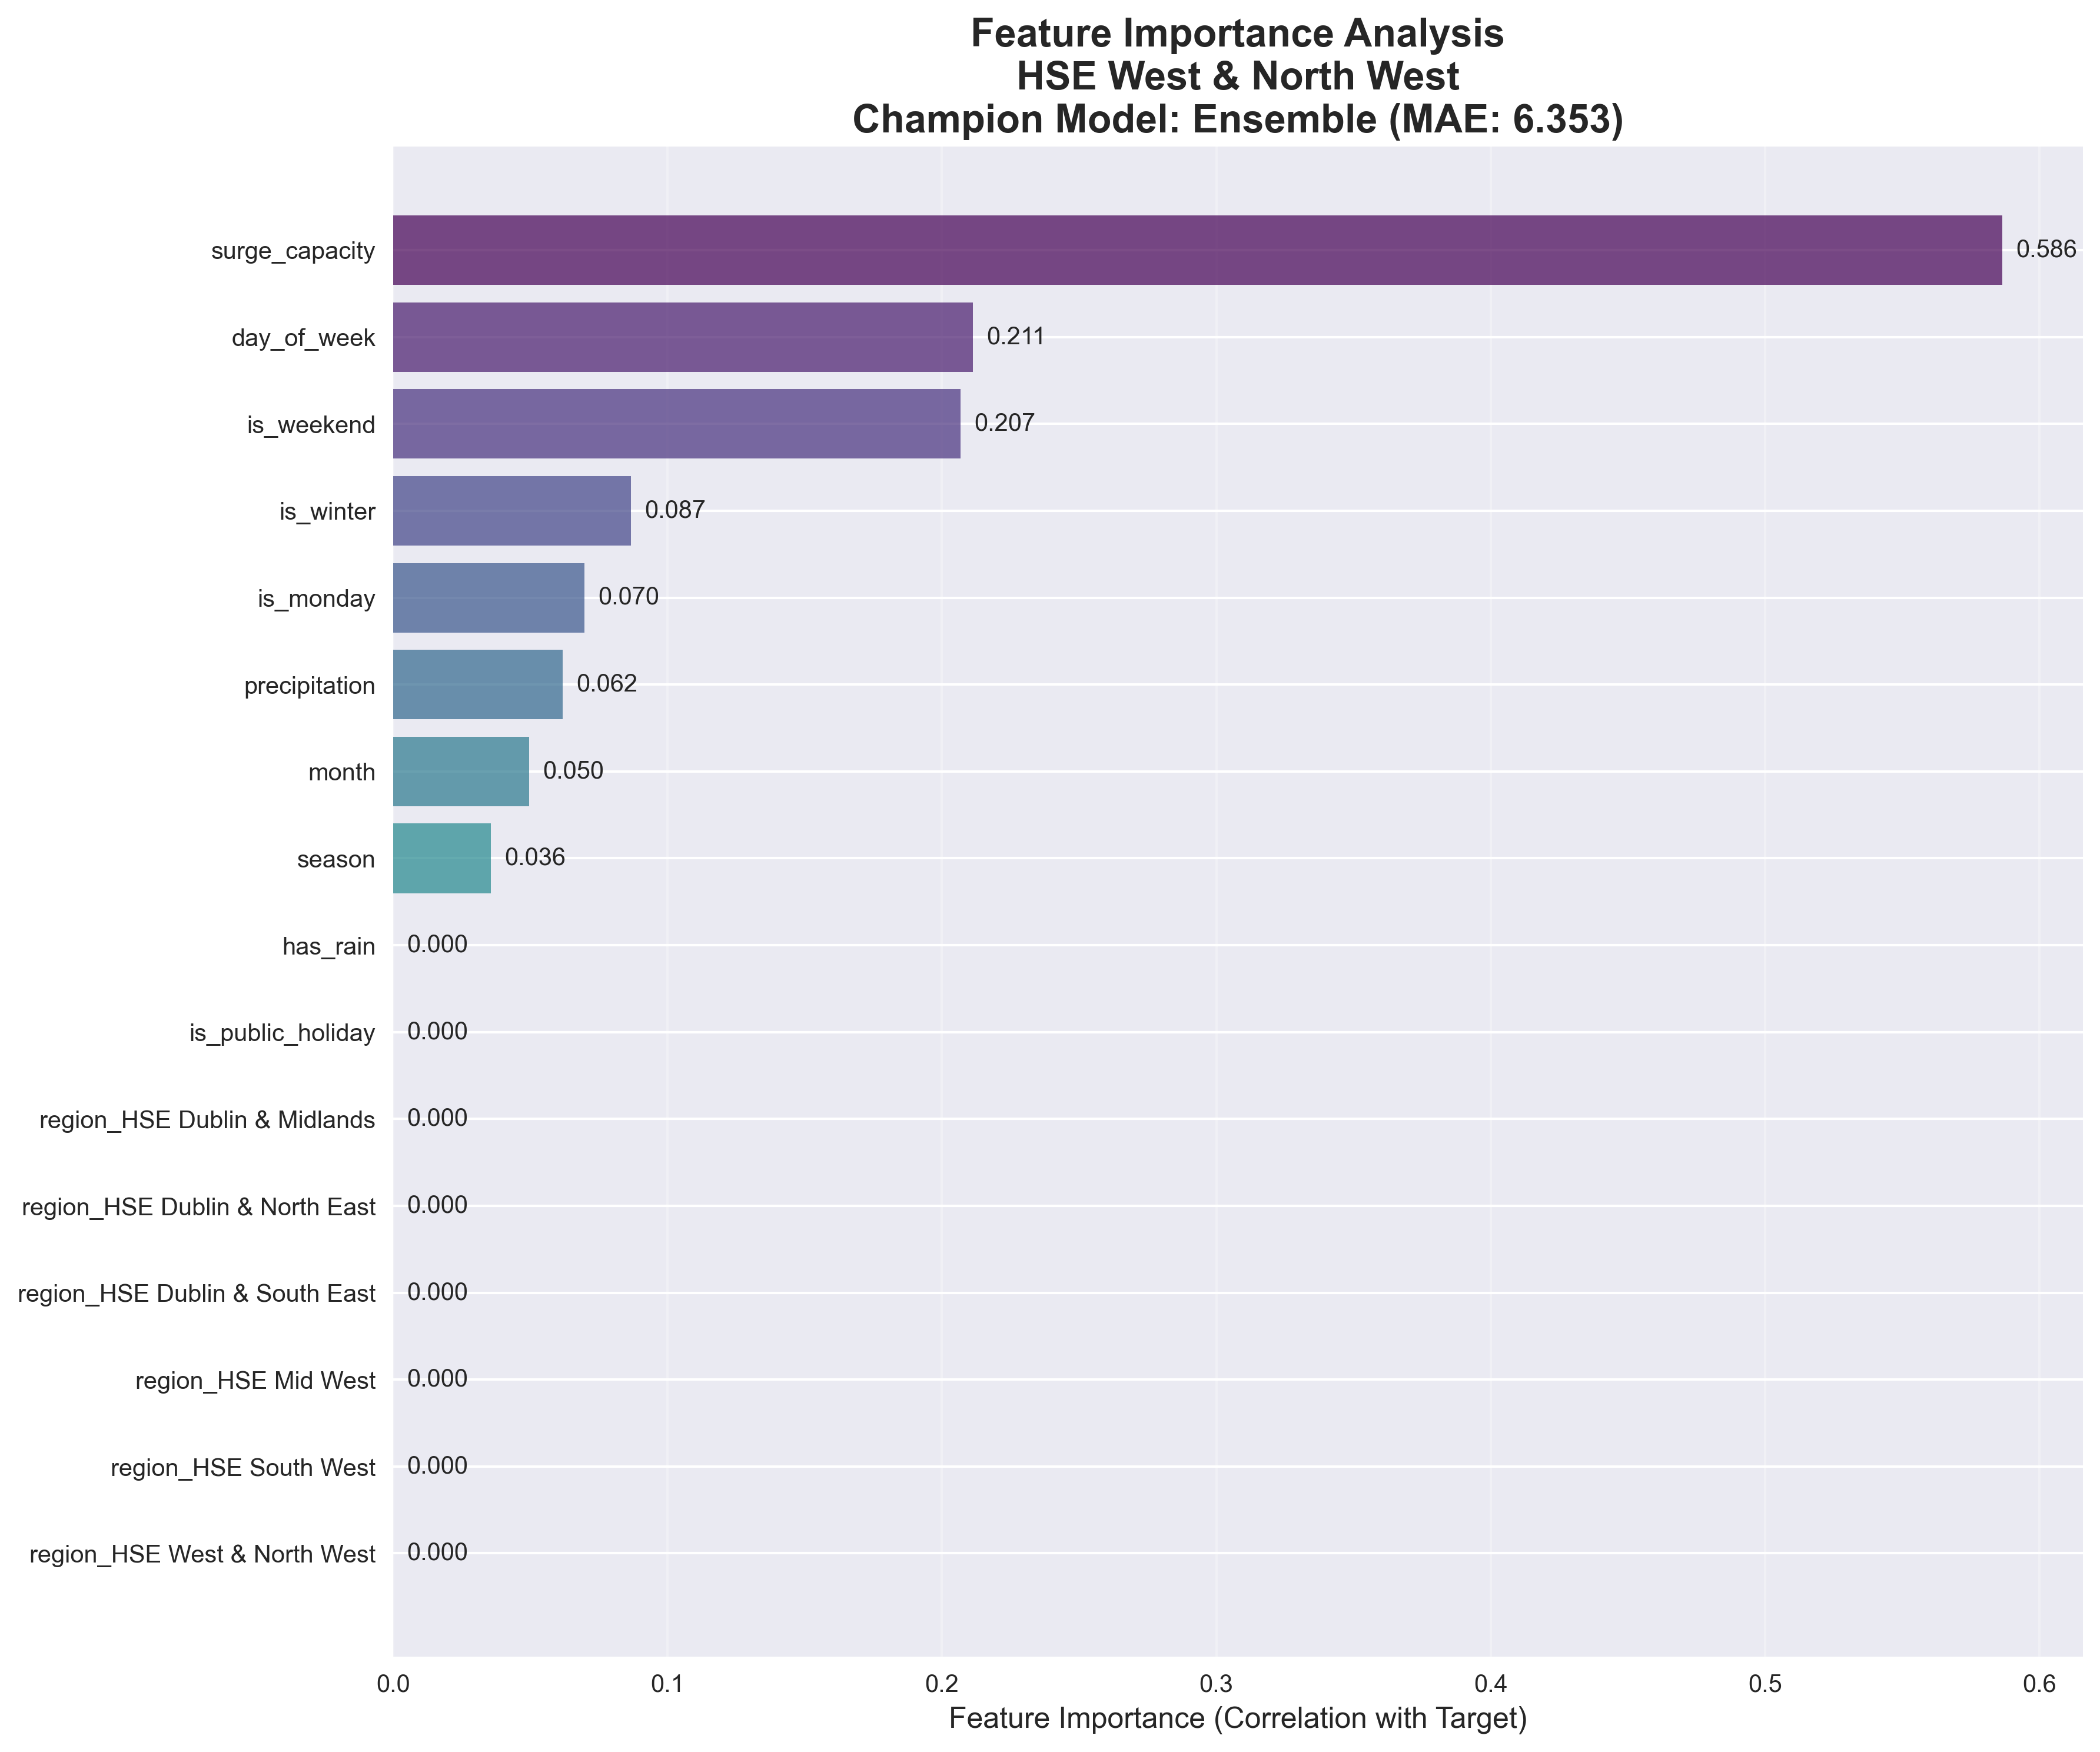 Feature Importance Analysis
HSE West & North West
Champion Model: Ensemble (MAE: 6.353)
surge_capacity 0.586
day_of_week 0.211
is_weekend 0.207
is_winter 0.087
is_monday 0.070
precipitation 0.062
month 0.050
season 0.036
has_rain 0.000
is_public_holiday 0.000
region_HSE Dublin & Midlands 0.000
region_HSE Dublin & North East 0.000
region_HSE Dublin & South East 0.000
region_HSE Mid West 0.000
region_HSE South West 0.000
region_HSE West & North West 0.000
0.0 0.1 0.2 0.3 0.4 0.5 0.6
Feature Importance (Correlation with Target)